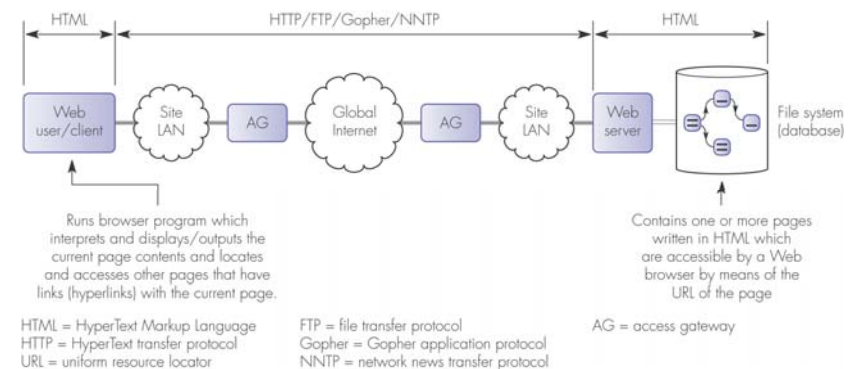 HTML
HTTP/FTP/Gopher/NNTP
HTML
Web
user/client
Site
LAN
AG
Global
Internet
AG
Site
LAN
Web
server
File system
(database)
Runs browser program which
interprets and displays/outputs the
current page contents and locates
and accesses other pages that have
links (hyperlinks) with the current page.
Contains one or more pages
written in HTML which
are accessible by a Web
browser by means of the
URL of the page
HTML = HyperText Markup Language
HTTP = HyperText transfer protocol
URL = uniform resource locator
FTP = file transfer protocol
Gopher = Gopher application protocol
NNTP = network news transfer protocol
AG = access gateway